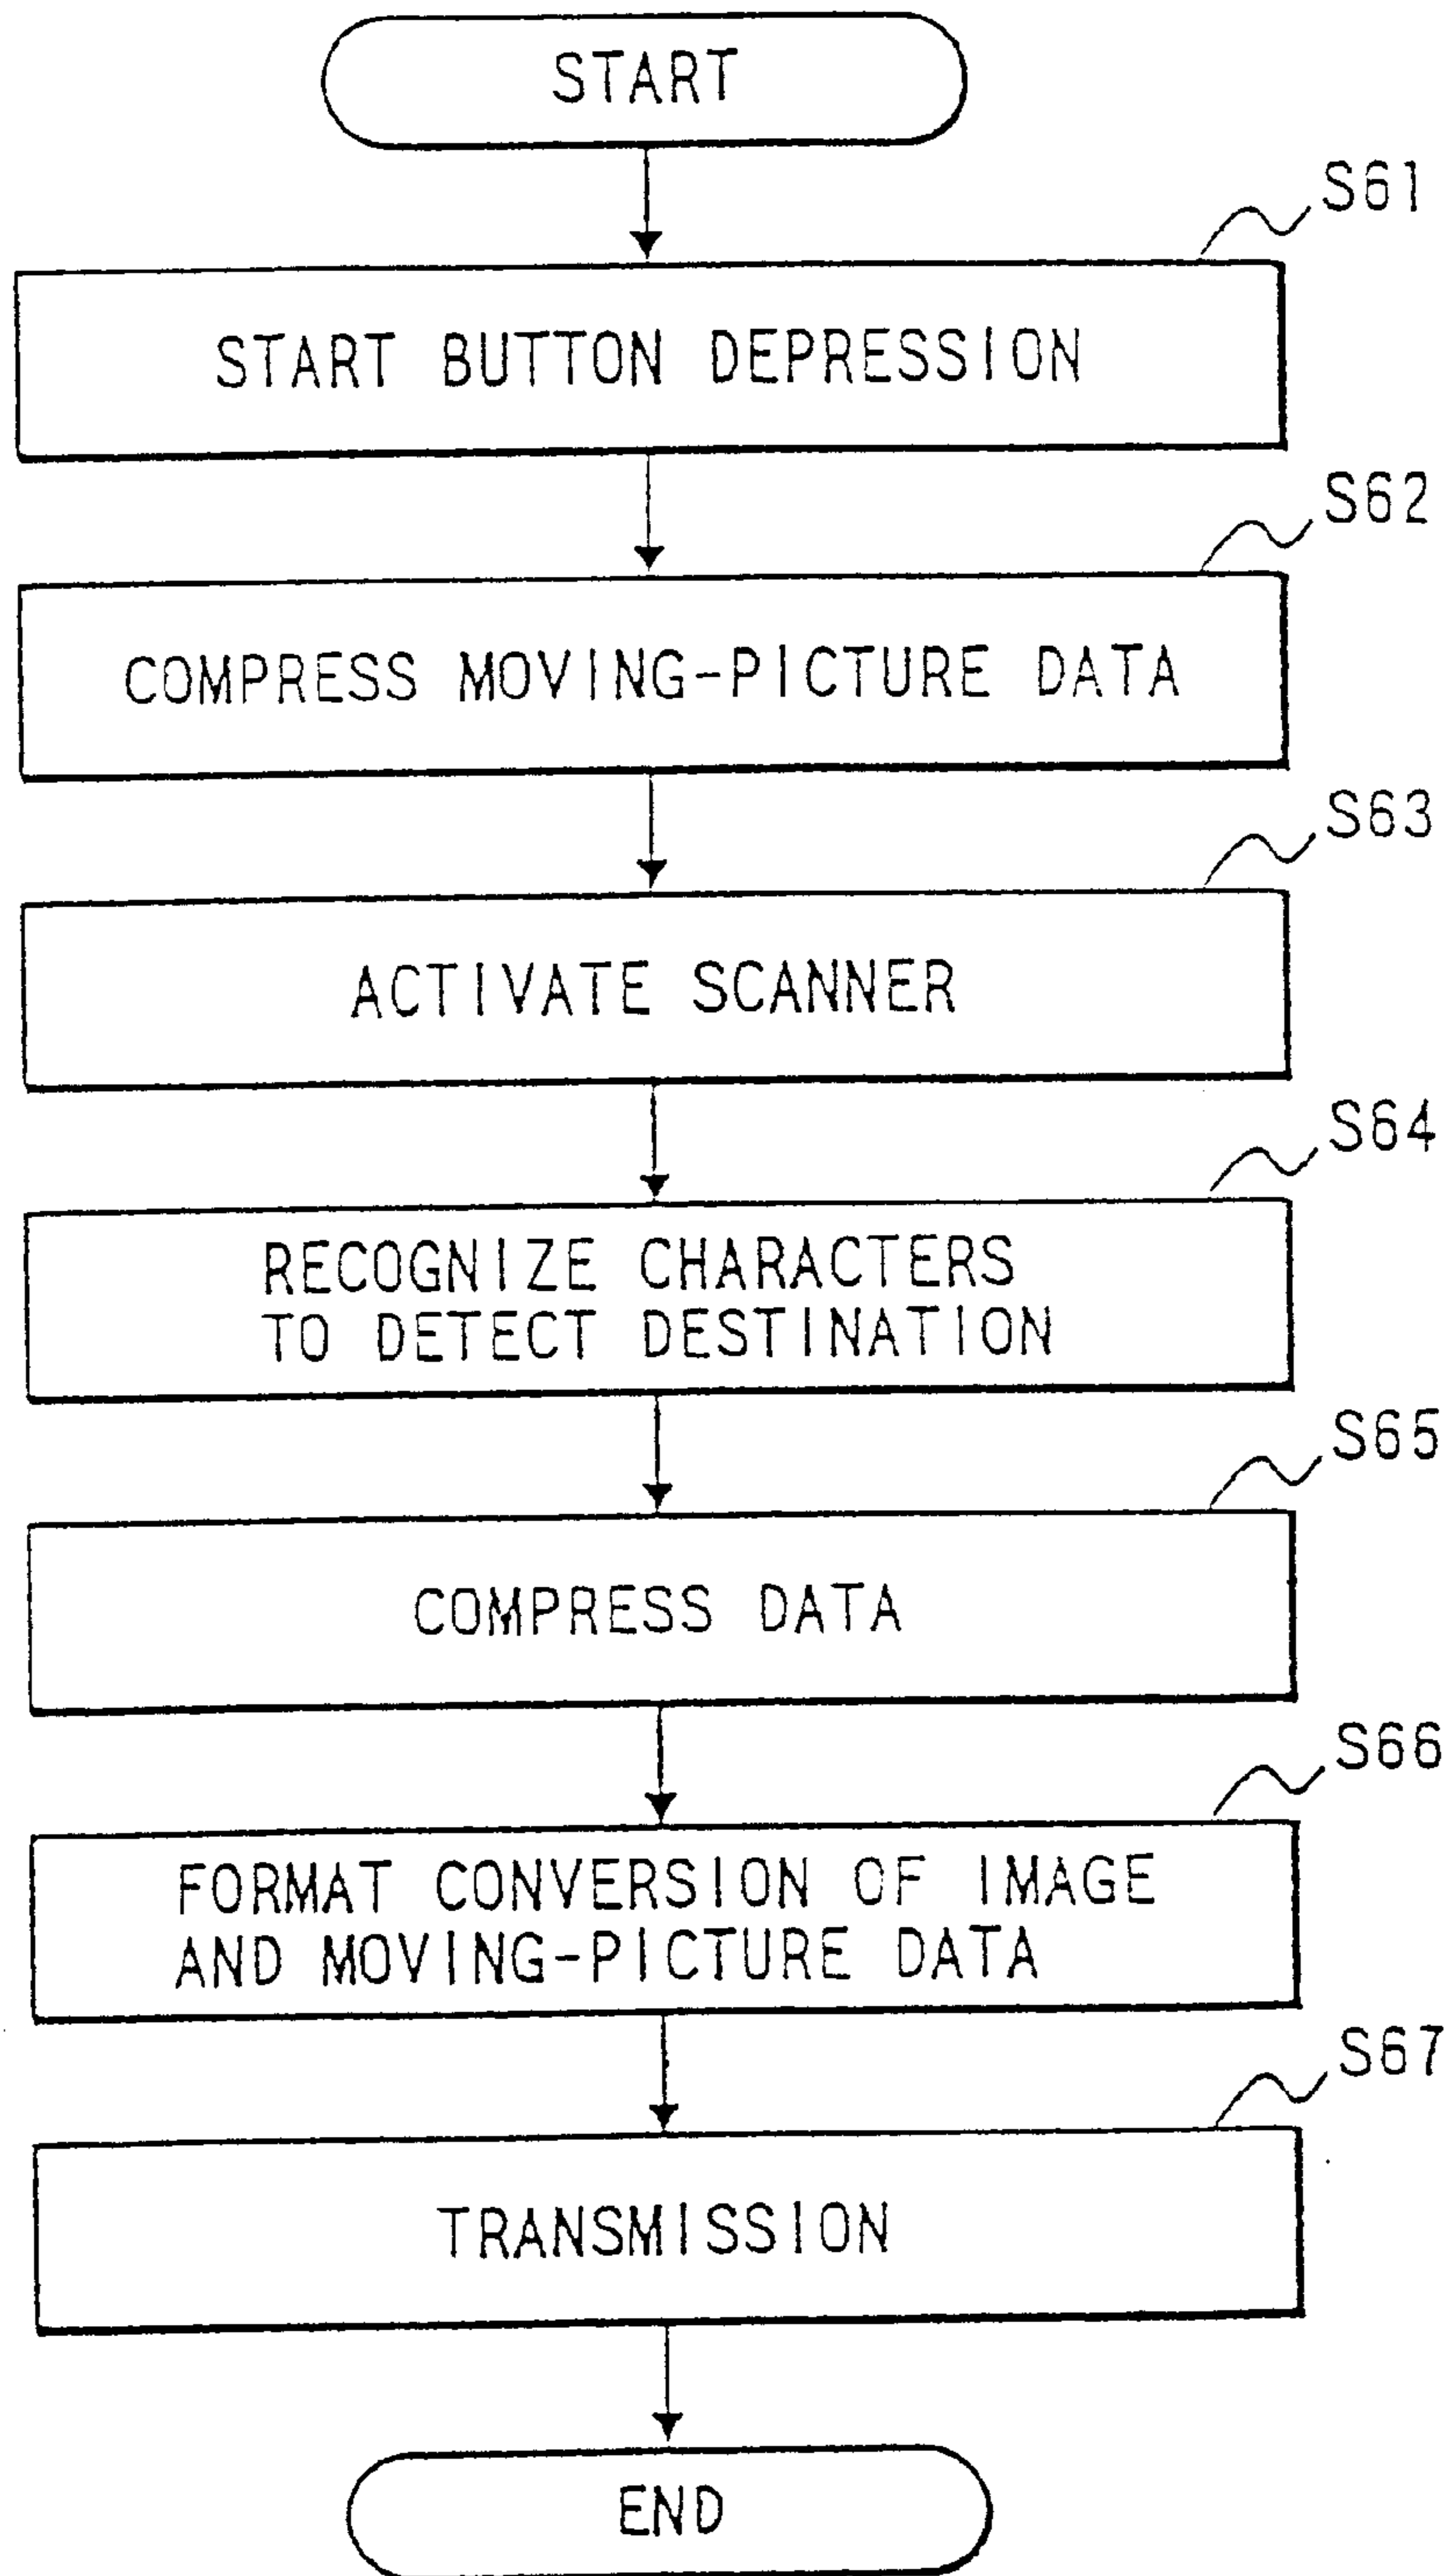 START
S61
START BUTTON DEPRESSION
S62
COMPRESS MOVING-PICTURE DATA
S63
ACTIVATE SCANNER
S64
RECOGNIZE CHARACTERS
TO DETECT DESTINATION
S65
COMPRESS DATA
S66
FORMAT CONVERSION OF IMAGE
AND MOVING-PICTURE DATA
S67
TRANSMISSION
END